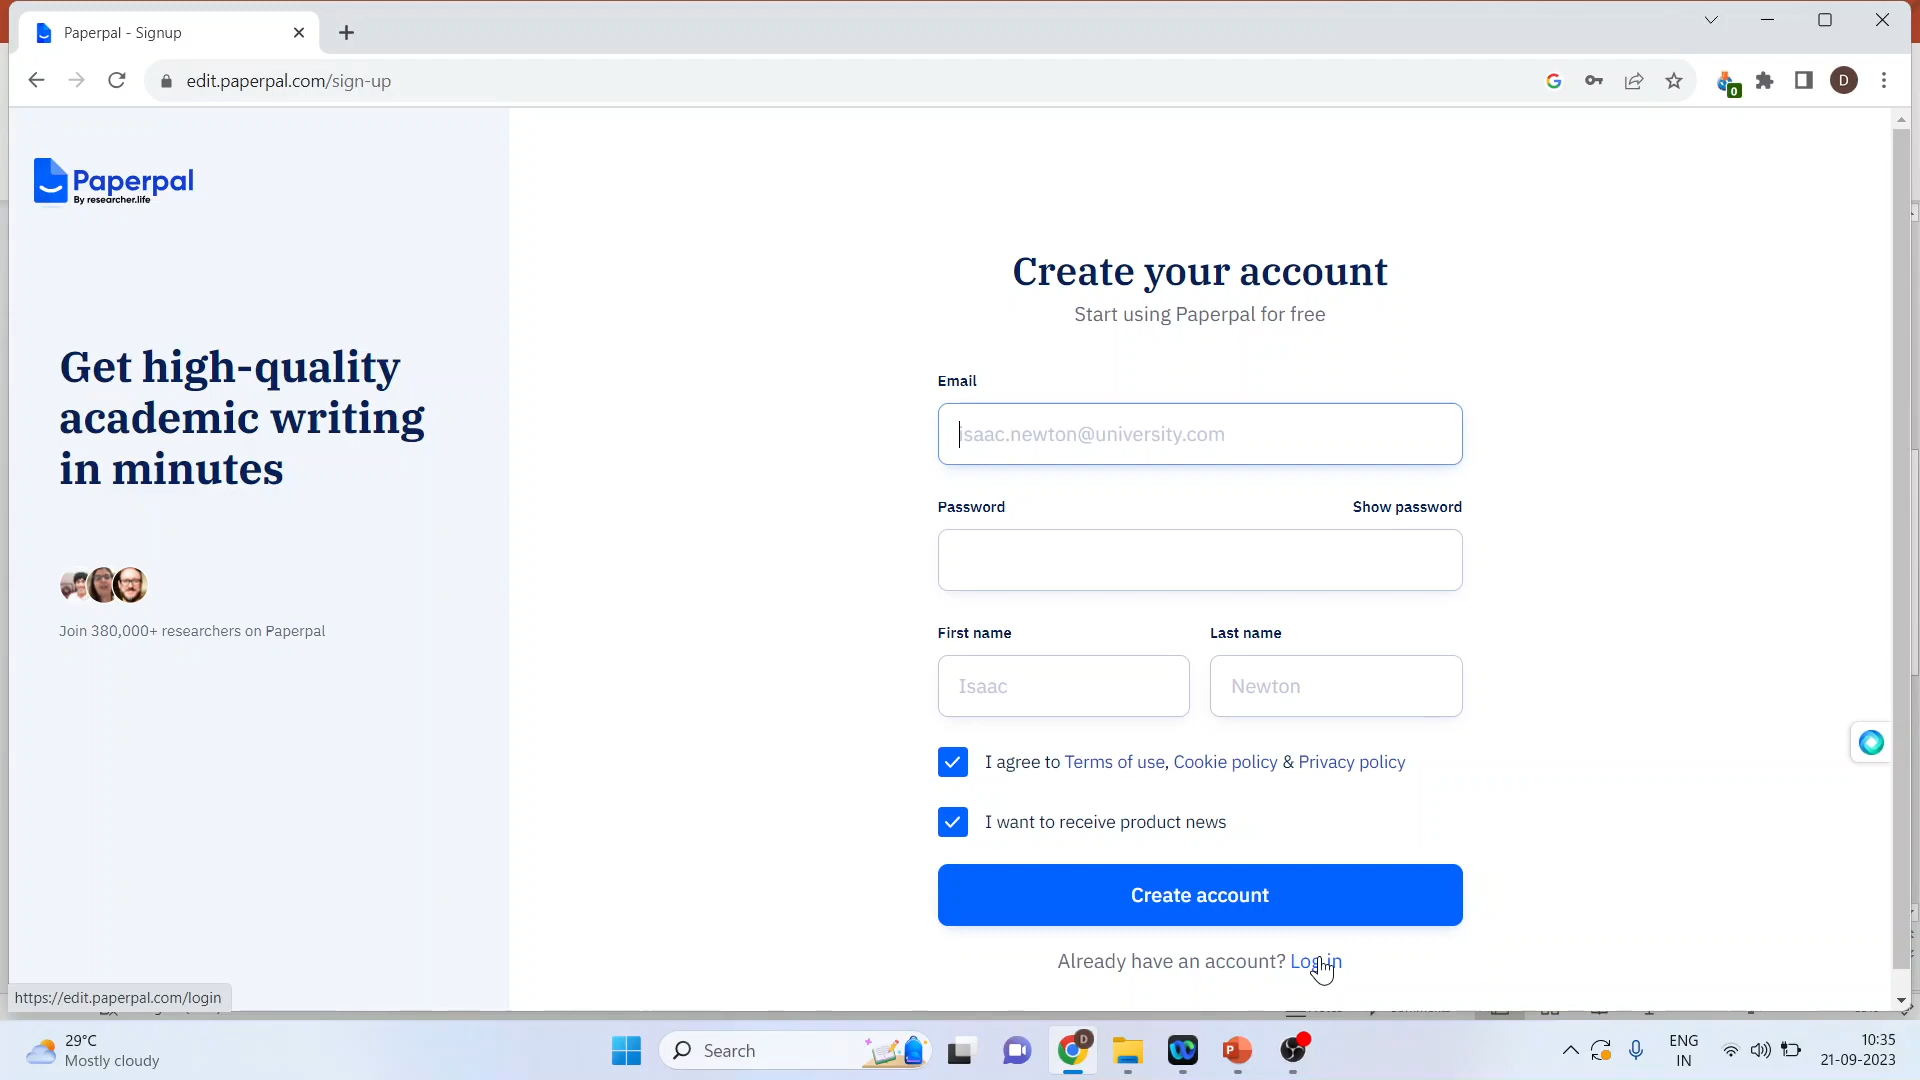 Paperpal - Signup
edit.paperpal.com/sign-up
0
D
Paperpal
By researcher.life
Get high-quality
academic writing
in minutes
Join 380,000+ researchers on Paperpal
Create your account
Start using Paperpal for free
Email
isaac.newton@university.com
Password Show password
First name Last name
Isaac Newton
I agree to Terms of use, Cookie policy & Privacy policy
I want to receive product news
Create account
Already have an account? Log in
https://edit.paperpal.com/login
29°C
Mostly cloudy
Search
D
ENG
IN
10:35
21-09-2023